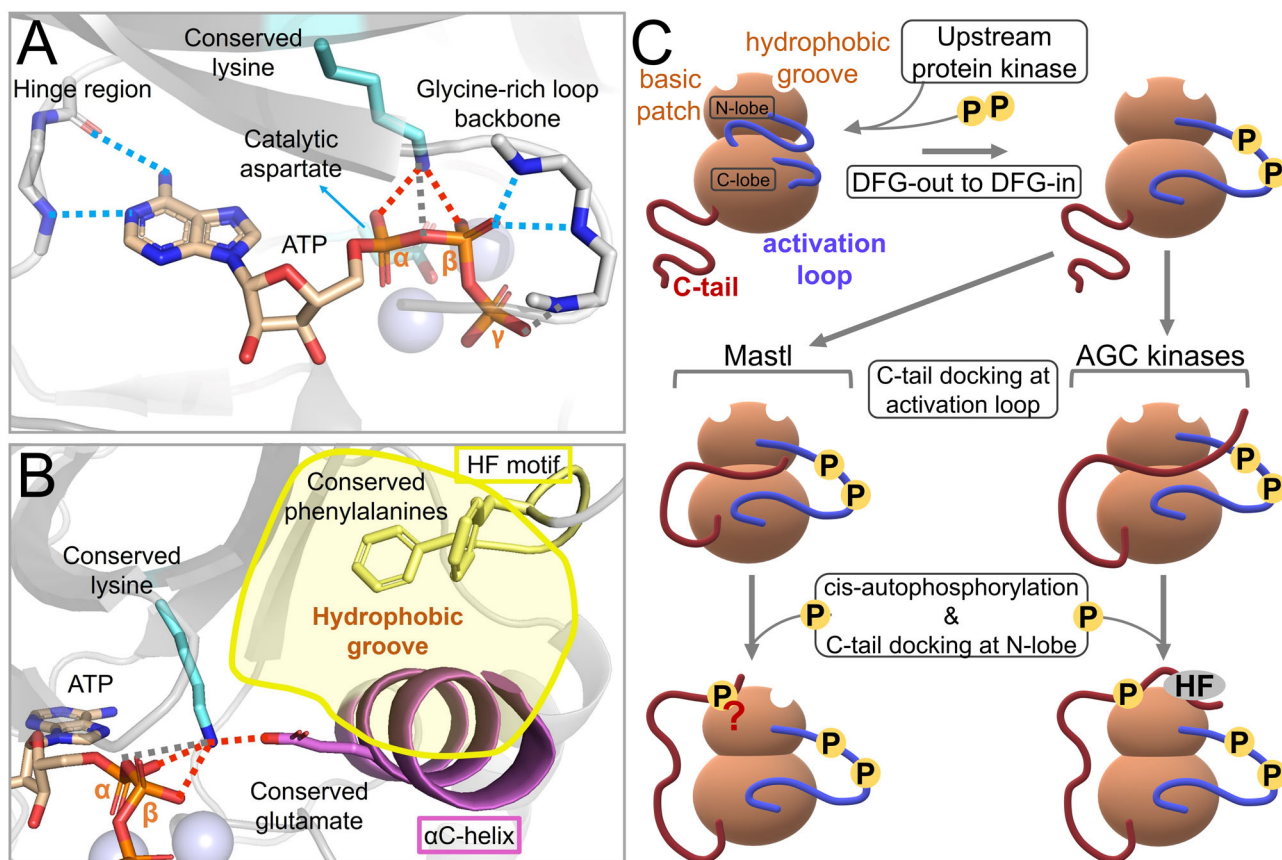 A
Conserved
lysine
Hinge region
Glycine-rich loop
backbone
Catalytic
aspartate
ATP
α
β
γ
B
HF motif
Conserved
phenylalanines
Conserved
lysine
Hydrophobic
groove
ATP
α
β
Conserved
glutamate
αC-helix
C
hydrophobic
groove
basic
patch
N-lobe
C-lobe
Upstream
protein kinase
P P
DFG-out to DFG-in
activation
loop
C-tail
P
P
Mastl
AGC kinases
C-tail docking at
activation loop
P
P
P
P
cis-autophosphorylation
&
C-tail docking at N-lobe
P
P
P
?
P
P
P
HF
P
P